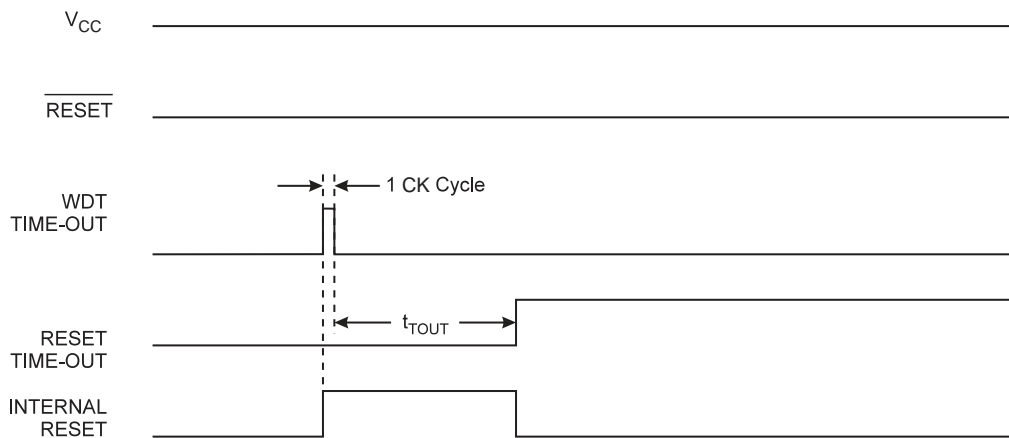 VCC
RESET
1 CK Cycle
WDT
TIME-OUT
tTOUT
RESET
TIME-OUT
INTERNAL
RESET